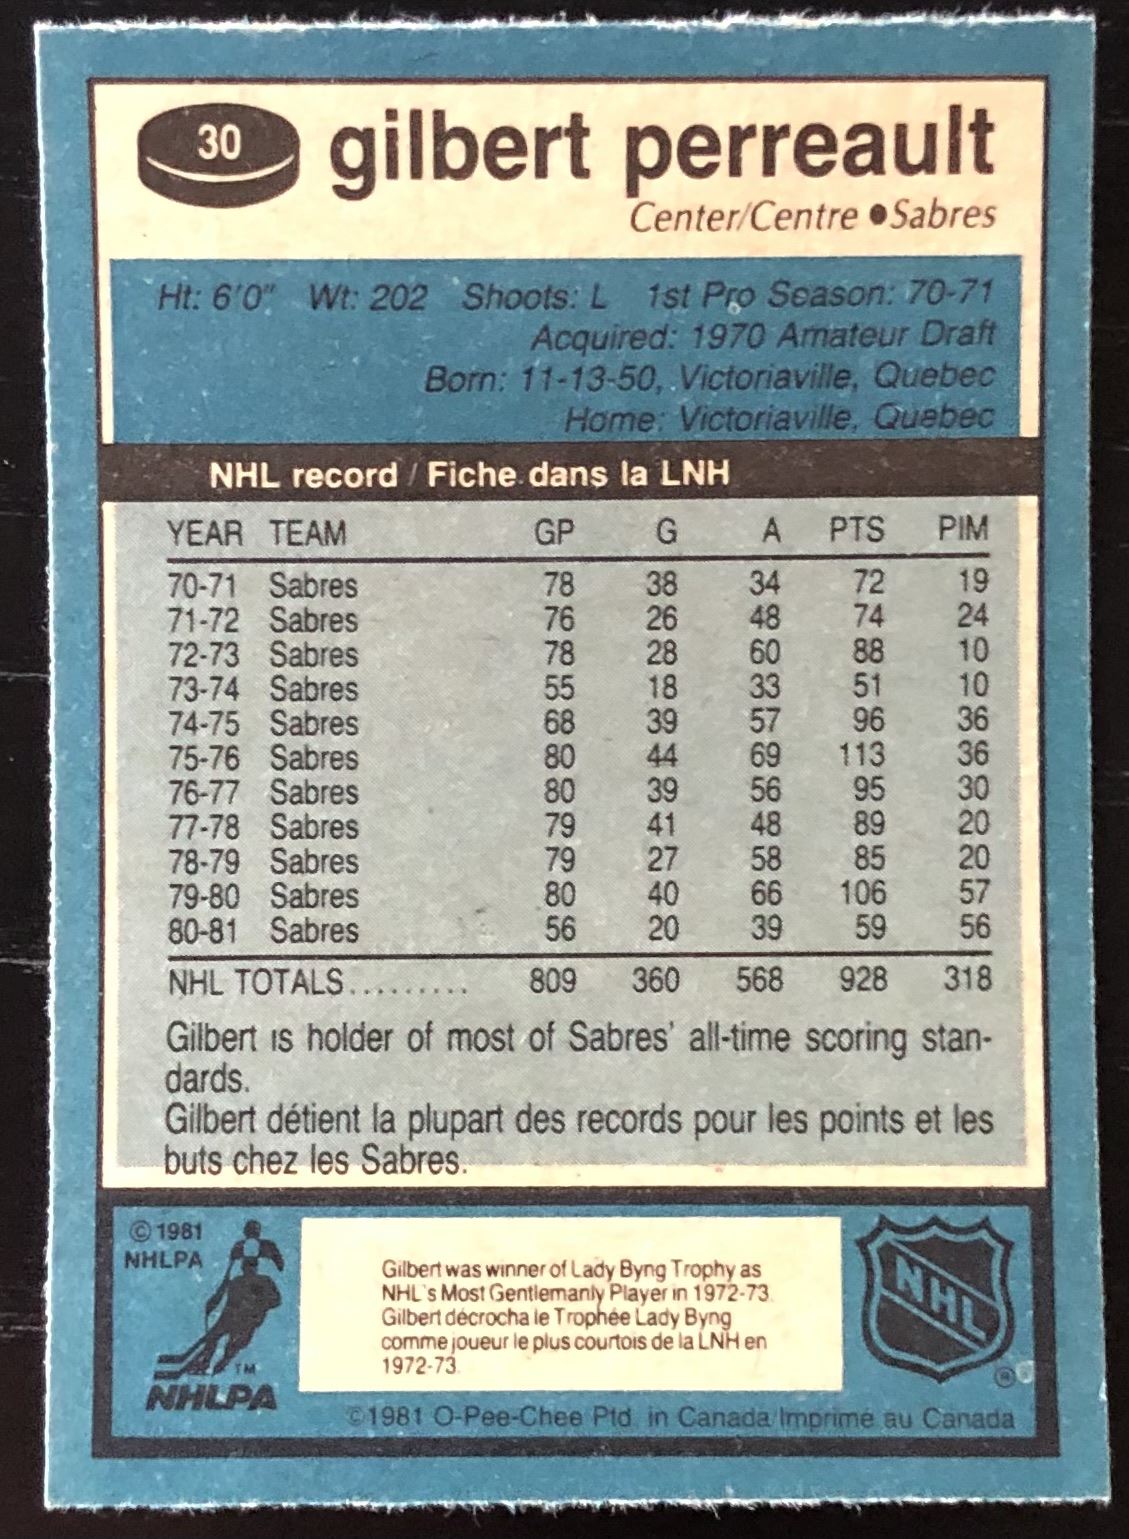 30 gilbert perreault
Center/Centre ● Sabres
Ht: 6'0" Wt: 202 Shoots: L 1st Pro Season: 70-71
Acquired: 1970 Amateur Draft
Born: 11-13-50, Victoriaville, Quebec
Home: Victoriaville, Quebec
NHL record / Fiche dans la LNH
YEAR TEAM GP G A PTS PIM
70-71 Sabres 78 38 34 72 19
71-72 Sabres 76 26 48 74 24
72-73 Sabres 78 28 60 88 10
73-74 Sabres 55 18 33 51 10
74-75 Sabres 68 39 57 96 36
75-76 Sabres 80 44 69 113 36
76-77 Sabres 80 39 56 95 30
77-78 Sabres 79 41 48 89 20
78-79 Sabres 79 27 58 85 20
79-80 Sabres 80 40 66 106 57
80-81 Sabres 56 20 39 59 56
NHL TOTALS......... 809 360 568 928 318
Gilbert is holder of most of Sabres' all-time scoring stan-
dards.
Gilbert détient la plupart des records pour les points et les
buts chez les Sabres.
© 1981
NHLPA
Gilbert was winner of Lady Byng Trophy as
NHL's Most Gentlemanly Player in 1972-73.
Gilbert décrocha le Trophée Lady Byng
comme joueur le plus courtois de la LNH en
1972-73.
TM
NHLPA
NHL
®
©1981 O-Pee-Chee Ptd. in Canada/Imprimé au Canada